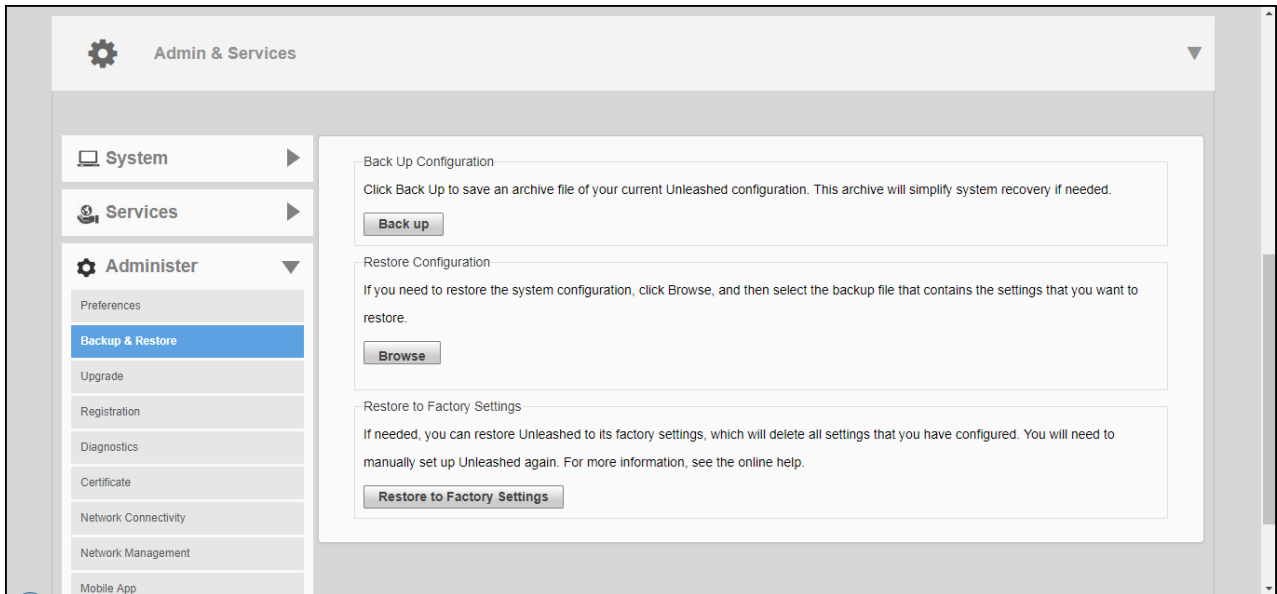 Admin & Services
System
Services
Administer
Preferences
Backup & Restore
Upgrade
Registration
Diagnostics
Certificate
Network Connectivity
Network Management
Mobile App
Back Up Configuration
Click Back Up to save an archive file of your current Unleashed configuration. This archive will simplify system recovery if needed.
Back up
Restore Configuration
If you need to restore the system configuration, click Browse, and then select the backup file that contains the settings that you want to
restore.
Browse
Restore to Factory Settings
If needed, you can restore Unleashed to its factory settings, which will delete all settings that you have configured. You will need to
manually set up Unleashed again. For more information, see the online help.
Restore to Factory Settings